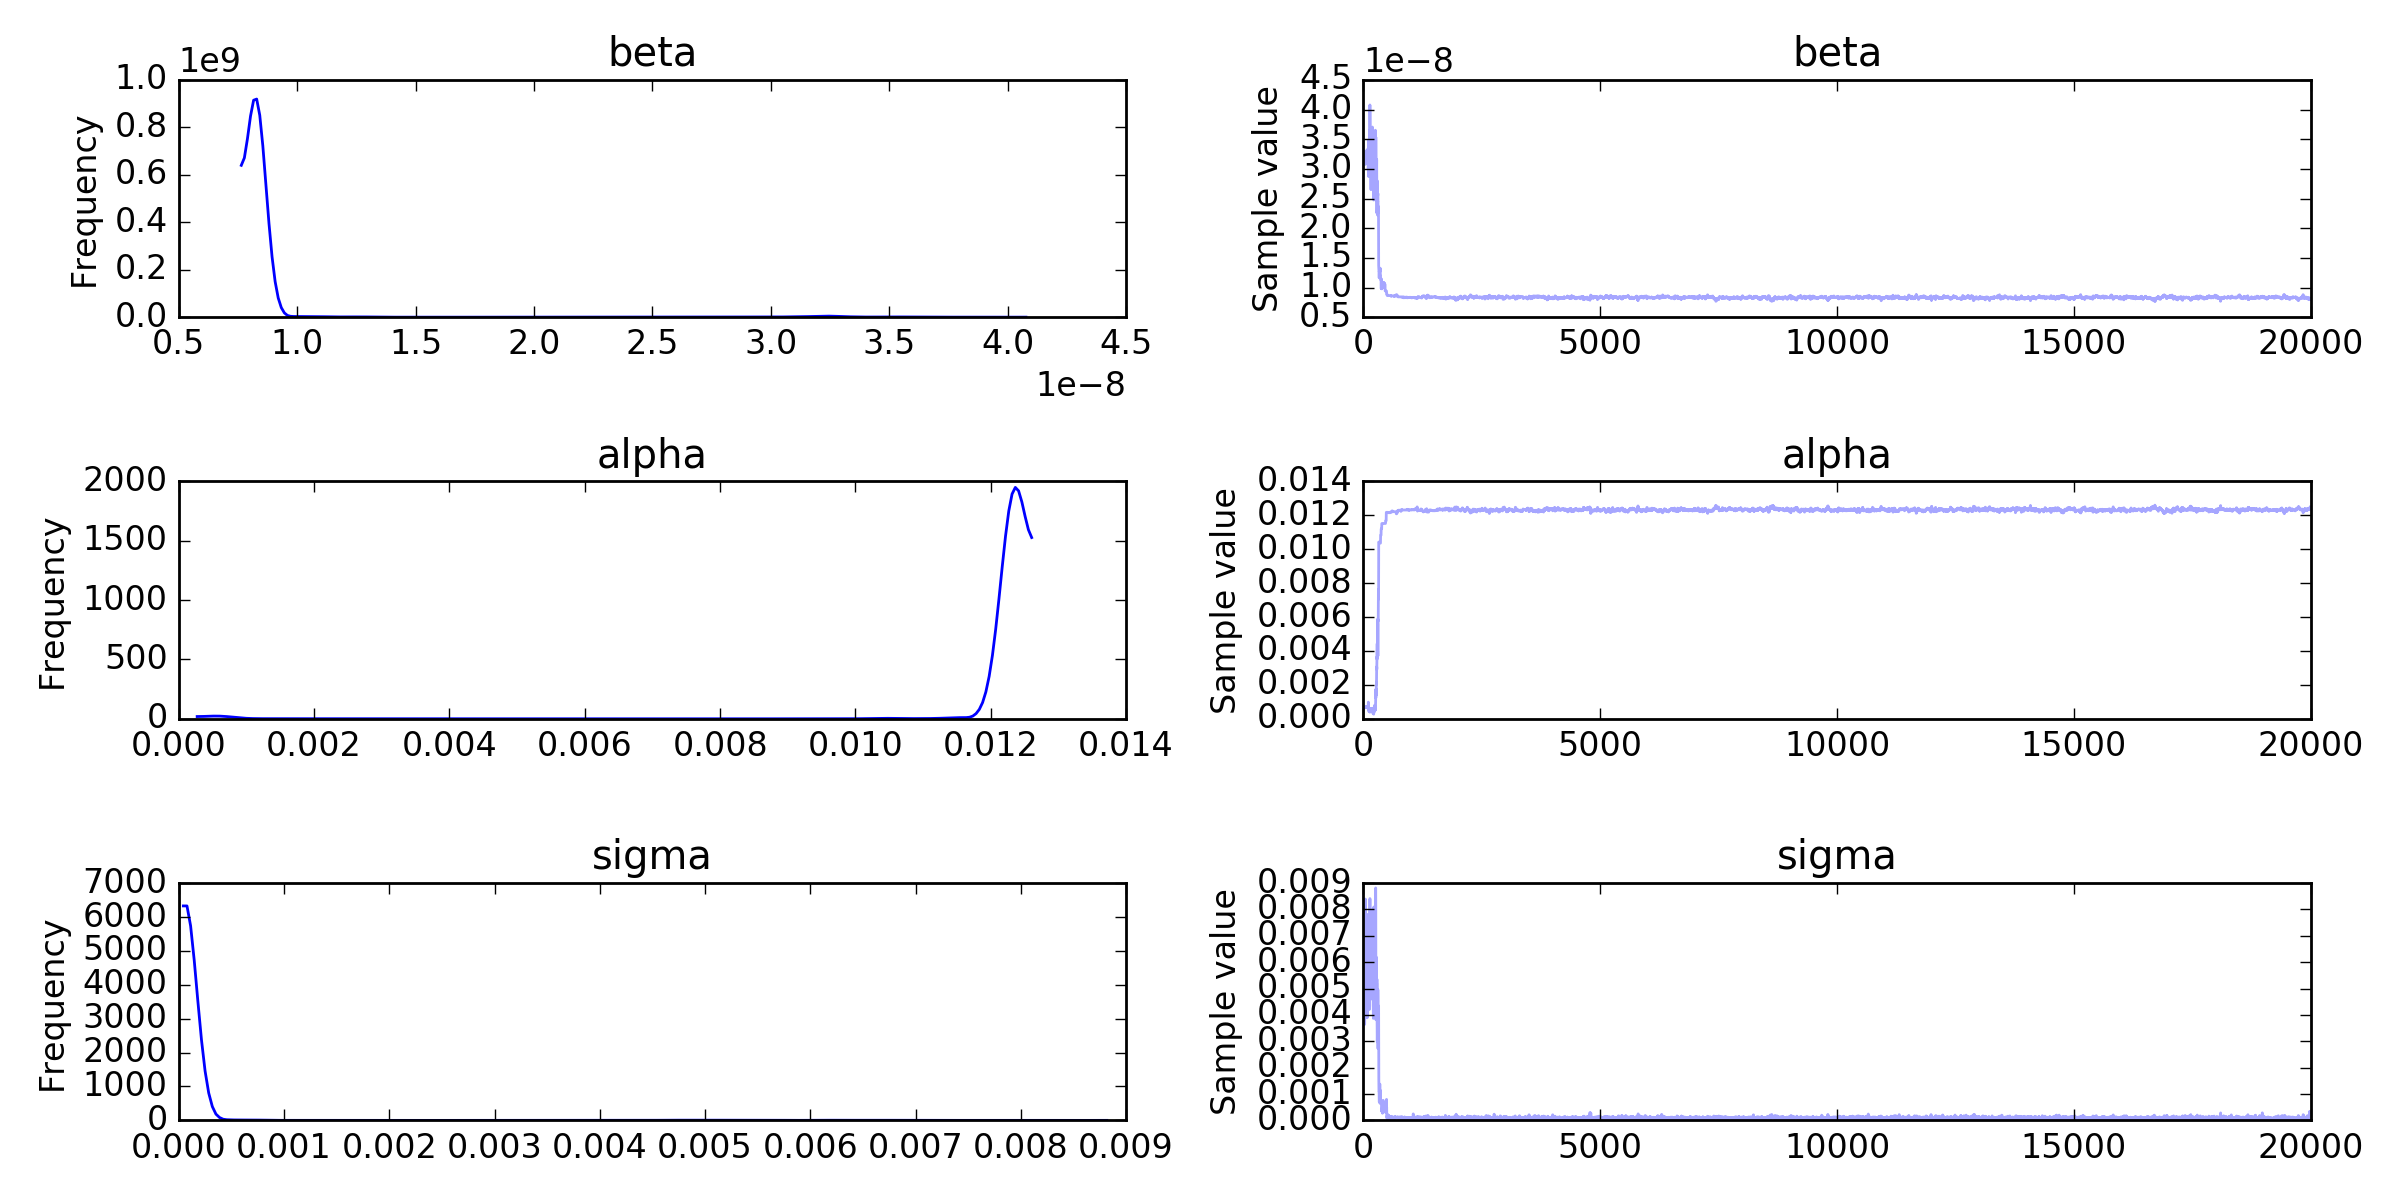 beta
1e9
Frequency
1.0
0.8
0.6
0.4
0.2
0.0
0.5 1.0 1.5 2.0 2.5 3.0 3.5 4.0 4.5
1e−8
beta
1e−8
Sample value
4.5
4.0
3.5
3.0
2.5
2.0
1.5
1.0
0.5
0 5000 10000 15000 20000
alpha
Frequency
2000
1500
1000
500
0
0.000 0.002 0.004 0.006 0.008 0.010 0.012 0.014
alpha
Sample value
0.014
0.012
0.010
0.008
0.006
0.004
0.002
0.000
0 5000 10000 15000 20000
sigma
Frequency
7000
6000
5000
4000
3000
2000
1000
0
0.000 0.001 0.002 0.003 0.004 0.005 0.006 0.007 0.008 0.009
sigma
Sample value
0.009
0.008
0.007
0.006
0.005
0.004
0.003
0.002
0.001
0.000
0 5000 10000 15000 20000